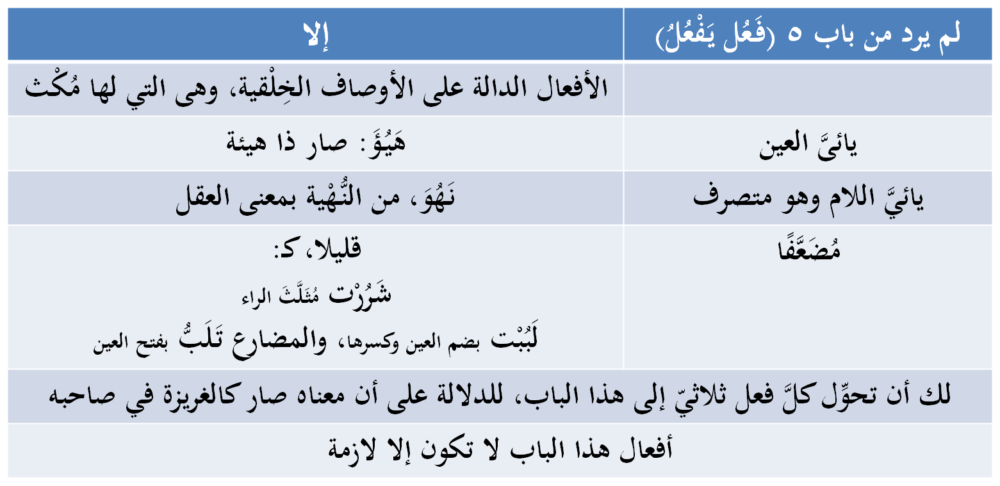 لم يرد من باب ٥ (فَعُل يَفْعُلُ)
إلا
الأفعال الدالة على الأوصاف الخِلْقية، وهى التي لها مُكْث
يائىَّ العين
هَيُؤَ: صار ذا هيئة
يائيَّ اللام وهو متصرف
نَهُوَ، من النُّهْية بمعنى العقل
مُضَعَّفًا
قليلا، كـ:
شَرُرْت مُثَلَّثَ الراء
لَبُبْت بضم العين وكسرها، والمضارع تَلَبُّ بفتح العين
لك أن تحوِّل كلَّ فعل ثلاثيّ إلى هذا الباب، للدلالة على أن معناه صار كالغريزة في صاحبه
أفعال هذا الباب لا تكون إلا لازمة